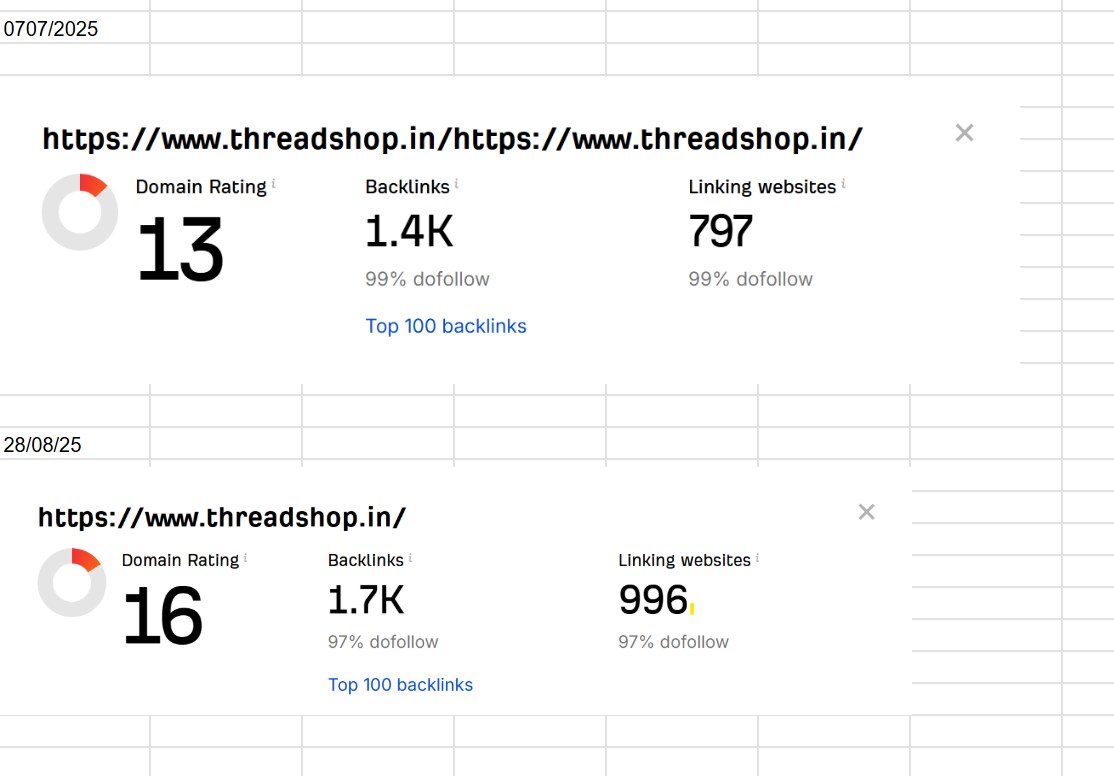 0707/2025
https://www.threadshop.in/https://www.threadshop.in/
Domain Rating i Backlinks i Linking websites i
13 1.4K 797
99% dofollow 99% dofollow
Top 100 backlinks
28/08/25
https://www.threadshop.in/
Domain Rating i Backlinks i Linking websites i
16 1.7K 996
97% dofollow 97% dofollow
Top 100 backlinks